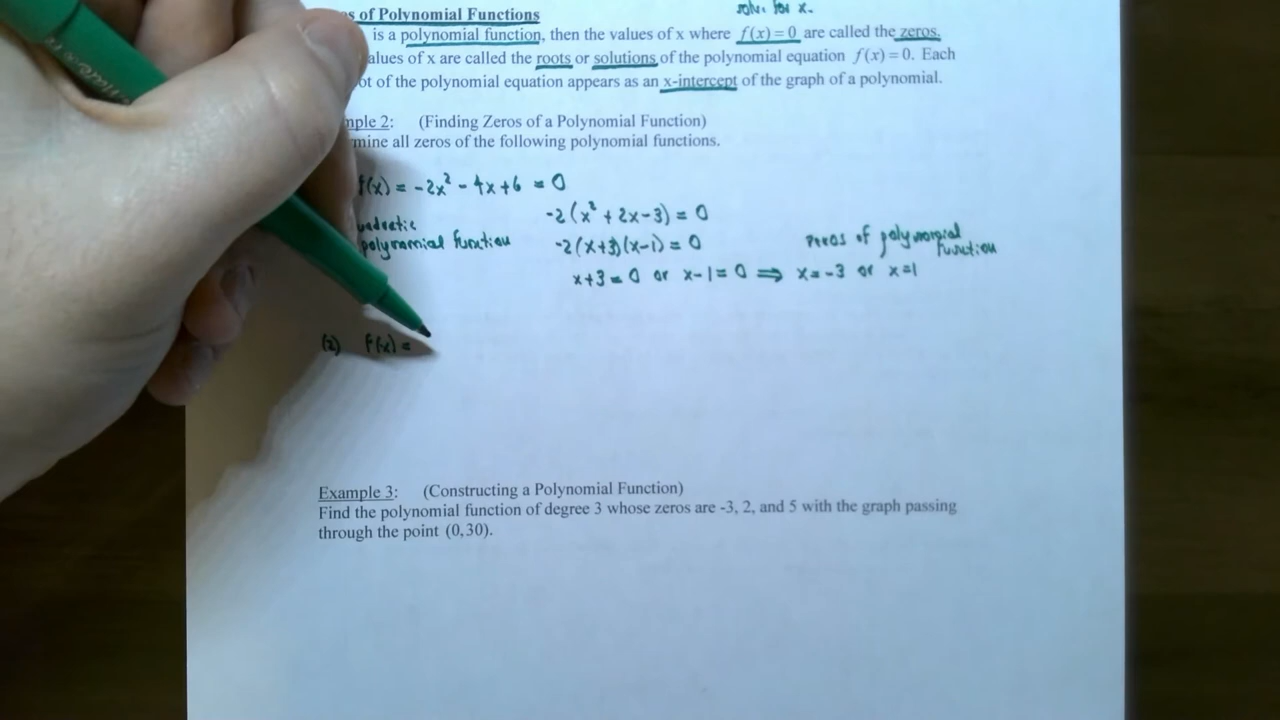 solve for x.
s of Polynomial Functions
is a polynomial function, then the values of x where f(x) = 0 are called the zeros.
alues of x are called the roots or solutions of the polynomial equation f(x) = 0. Each
ot of the polynomial equation appears as an x-intercept of the graph of a polynomial.
mple 2: (Finding Zeros of a Polynomial Function)
mine all zeros of the following polynomial functions.
f(x) = -2x² - 4x + 6 = 0
-2(x² + 2x - 3) = 0
uadratic
polynomial function
-2(x+3)(x-1) = 0
zeros of polynomial
function
x+3 = 0 or x-1 = 0 ⟹ x = -3 or x = 1
(2) f(x) =
Example 3: (Constructing a Polynomial Function)
Find the polynomial function of degree 3 whose zeros are -3, 2, and 5 with the graph passing
through the point (0,30).